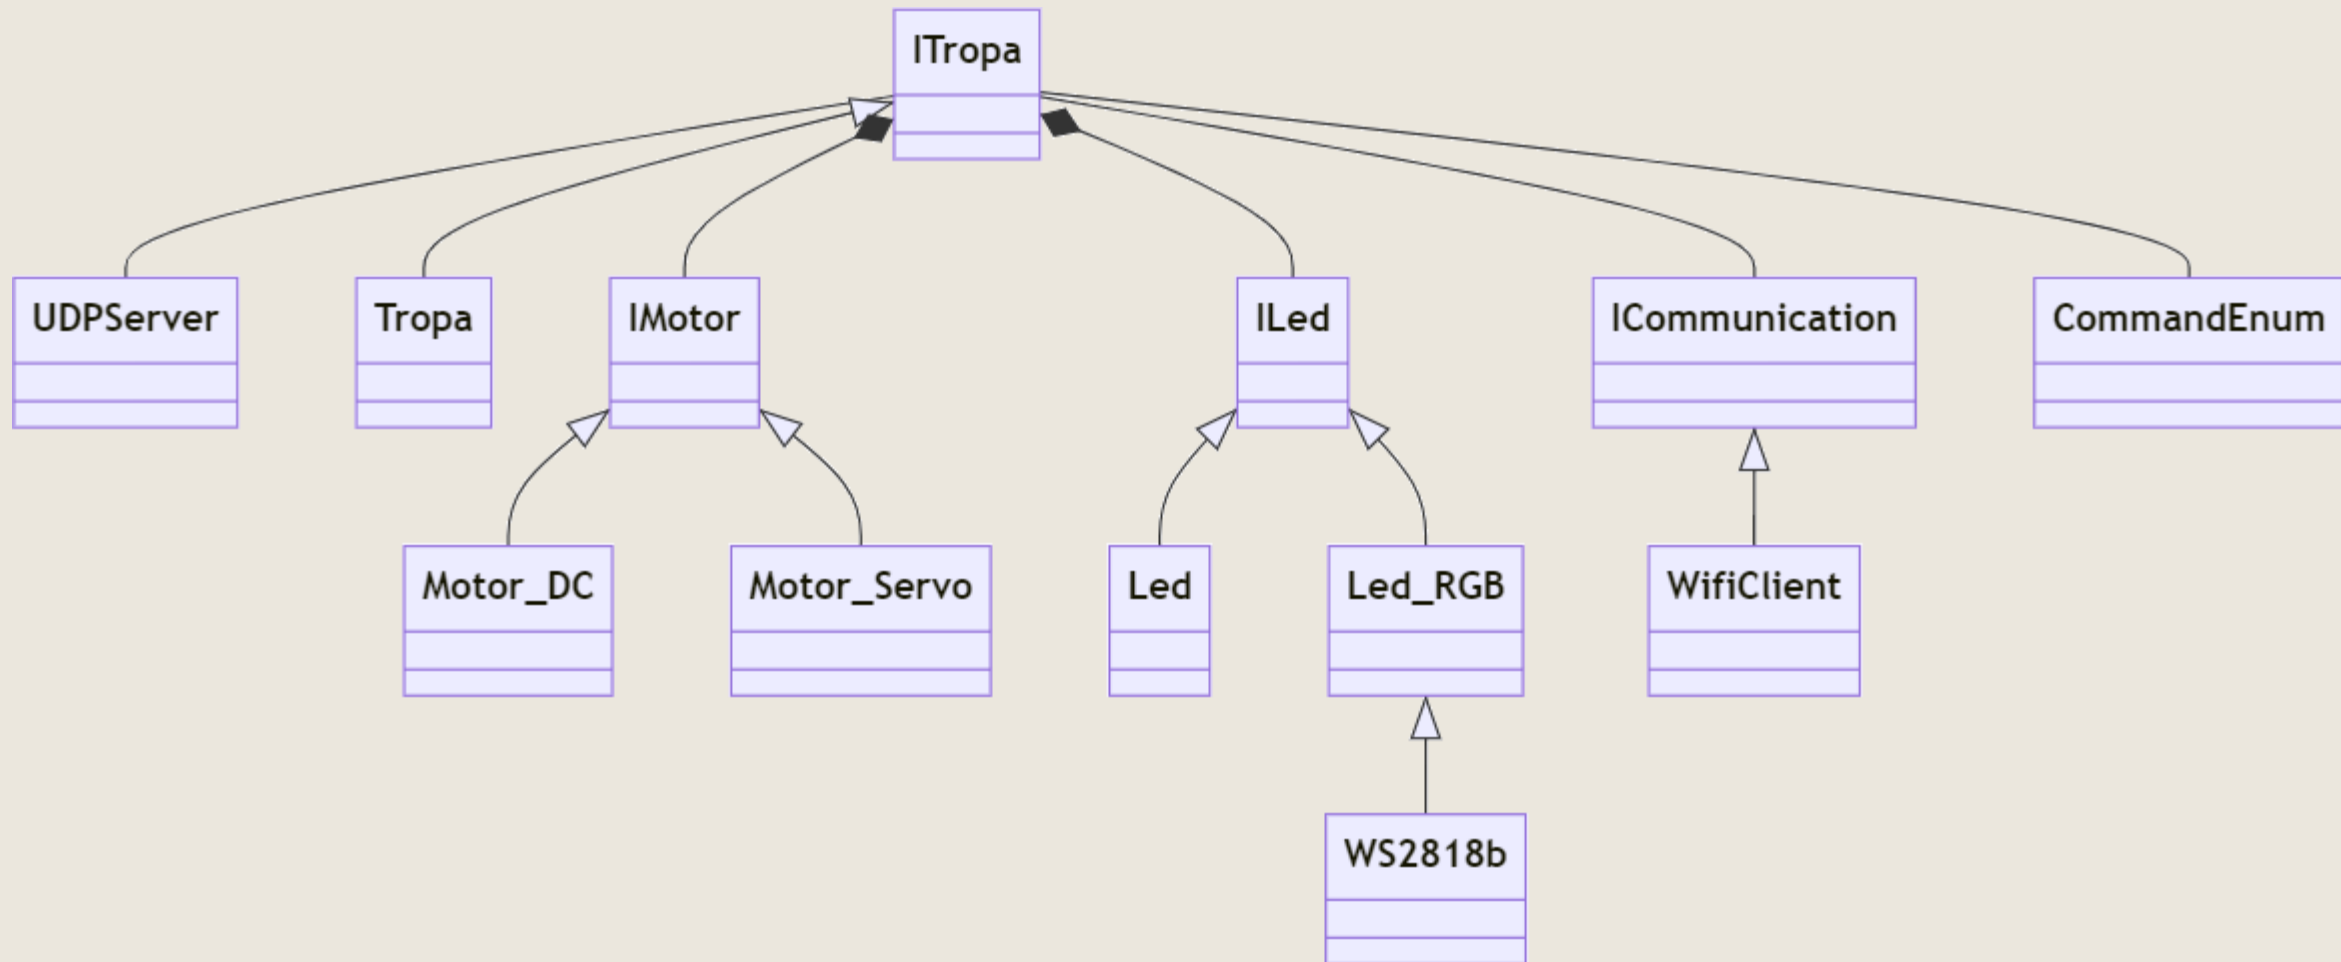 ITropa
UDPServer
Tropa
IMotor
ILed
ICommunication
CommandEnum
Motor_DC
Motor_Servo
Led
Led_RGB
WifiClient
WS2818b